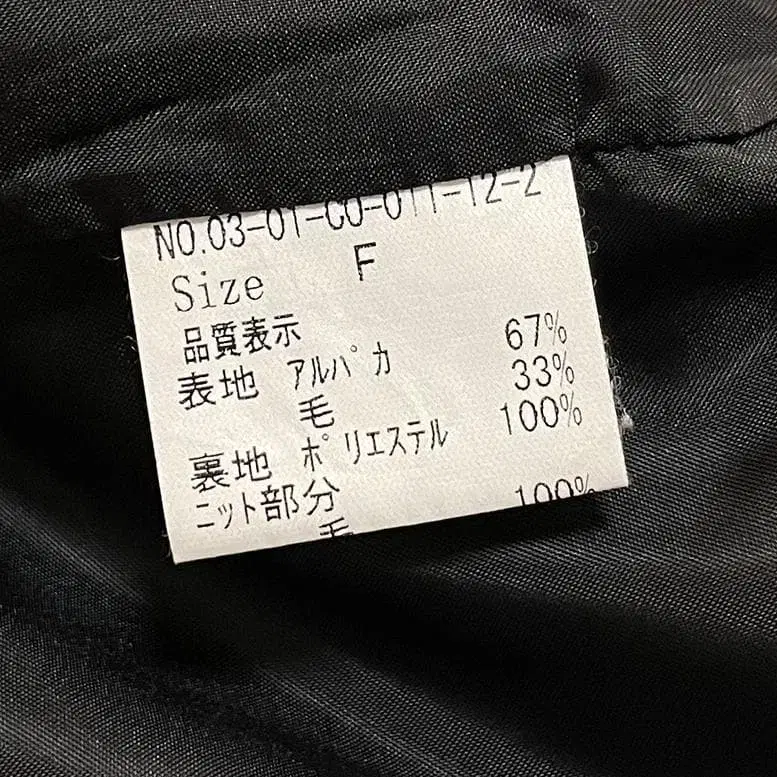 NO.03-01-CO-011-12-2
Size F
品質表示
表地 アルパカ 67%
毛 33%
裏地 ポリエステル 100%
ニット部分
毛 100%